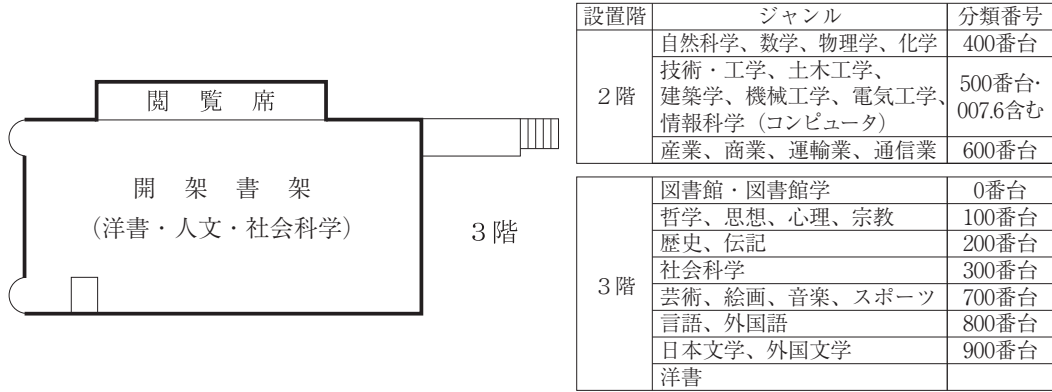 閲覧席
開架書架
（洋書・人文・社会科学）
３階
設置階 ジャンル 分類番号
２階
自然科学、数学、物理学、化学 400番台
技術・工学、土木工学、
建築学、機械工学、電気工学、
情報科学（コンピュータ）
500番台・
007.6含む
産業、商業、運輸業、通信業 600番台
３階
図書館・図書館学 0番台
哲学、思想、心理、宗教 100番台
歴史、伝記 200番台
社会科学 300番台
芸術、絵画、音楽、スポーツ 700番台
言語、外国語 800番台
日本文学、外国文学 900番台
洋書